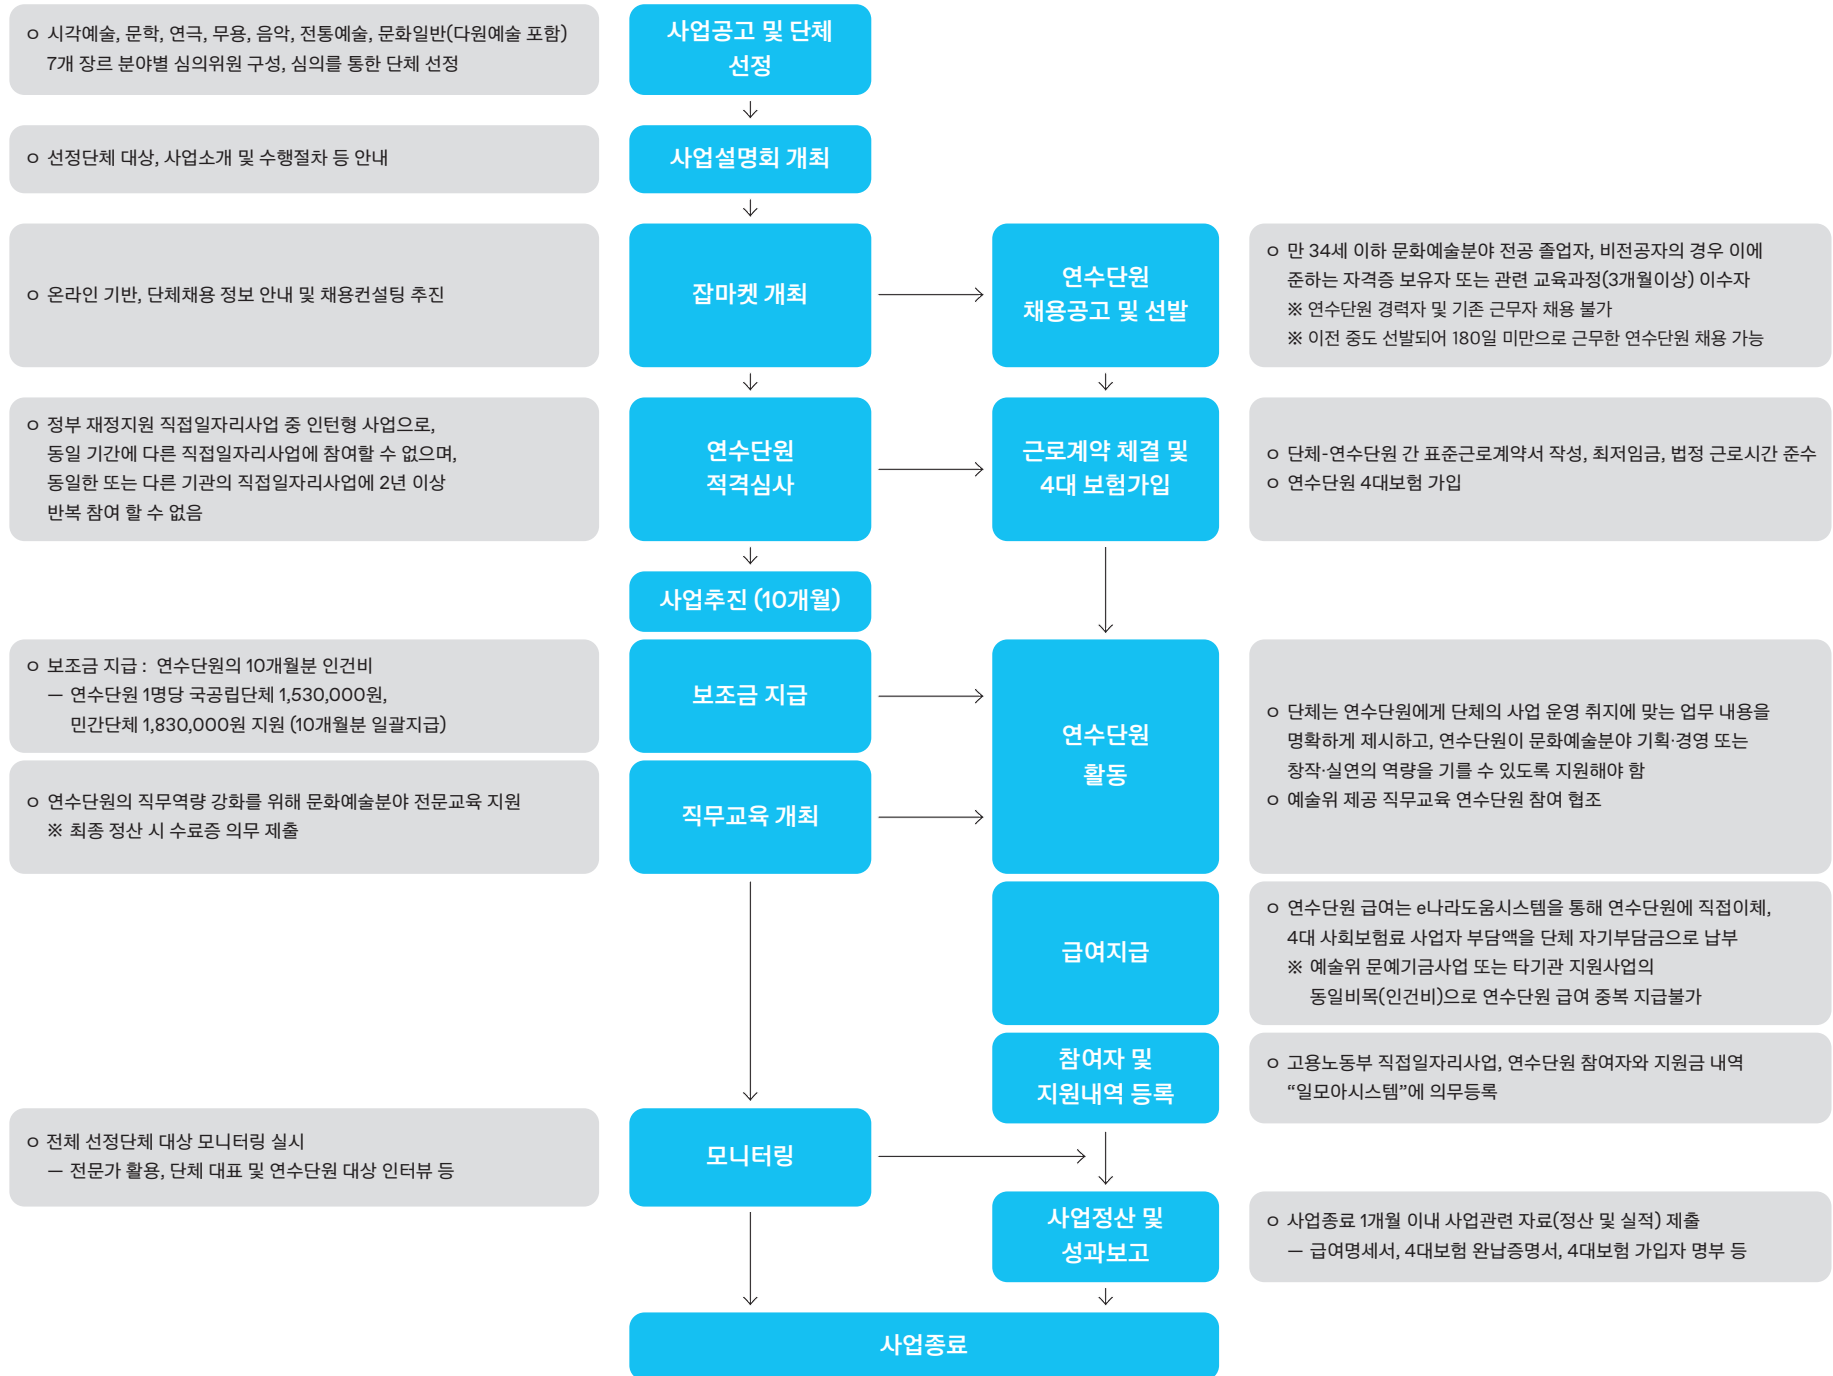 ㅇ 시각예술, 문학, 연극, 무용, 음악, 전통예술, 문화일반(다원예술 포함)
7개 장르 분야별 심의위원 구성, 심의를 통한 단체 선정
사업공고 및 단체
선정
ㅇ 선정단체 대상, 사업소개 및 수행절차 등 안내
사업설명회 개최
ㅇ 온라인 기반, 단체채용 정보 안내 및 채용컨설팅 추진
잡마켓 개최
연수단원
채용공고 및 선발
ㅇ 만 34세 이하 문화예술분야 전공 졸업자, 비전공자의 경우 이에
준하는 자격증 보유자 또는 관련 교육과정(3개월이상) 이수자
※ 연수단원 경력자 및 기존 근무자 채용 불가
※ 이전 중도 선발되어 180일 미만으로 근무한 연수단원 채용 가능
ㅇ 정부 재정지원 직접일자리사업 중 인턴형 사업으로,
동일 기간에 다른 직접일자리사업에 참여할 수 없으며,
동일한 또는 다른 기관의 직접일자리사업에 2년 이상
반복 참여 할 수 없음
연수단원
적격심사
근로계약 체결 및
4대 보험가입
ㅇ 단체-연수단원 간 표준근로계약서 작성, 최저임금, 법정 근로시간 준수
ㅇ 연수단원 4대보험 가입
사업추진 (10개월)
ㅇ 보조금 지급 : 연수단원의 10개월분 인건비
— 연수단원 1명당 국공립단체 1,530,000원,
민간단체 1,830,000원 지원 (10개월분 일괄지급)
보조금 지급
ㅇ 연수단원의 직무역량 강화를 위해 문화예술분야 전문교육 지원
※ 최종 정산 시 수료증 의무 제출
직무교육 개최
연수단원
활동
ㅇ 단체는 연수단원에게 단체의 사업 운영 취지에 맞는 업무 내용을
명확하게 제시하고, 연수단원이 문화예술분야 기획·경영 또는
창작·실연의 역량을 기를 수 있도록 지원해야 함
ㅇ 예술위 제공 직무교육 연수단원 참여 협조
급여지급
ㅇ 연수단원 급여는 e나라도움시스템을 통해 연수단원에 직접이체,
4대 사회보험료 사업자 부담액을 단체 자기부담금으로 납부
※ 예술위 문예기금사업 또는 타기관 지원사업의
동일비목(인건비)으로 연수단원 급여 중복 지급불가
참여자 및
지원내역 등록
ㅇ 고용노동부 직접일자리사업, 연수단원 참여자와 지원금 내역
“일모아시스템”에 의무등록
ㅇ 전체 선정단체 대상 모니터링 실시
— 전문가 활용, 단체 대표 및 연수단원 대상 인터뷰 등
모니터링
사업정산 및
성과보고
ㅇ 사업종료 1개월 이내 사업관련 자료(정산 및 실적) 제출
— 급여명세서, 4대보험 완납증명서, 4대보험 가입자 명부 등
사업종료